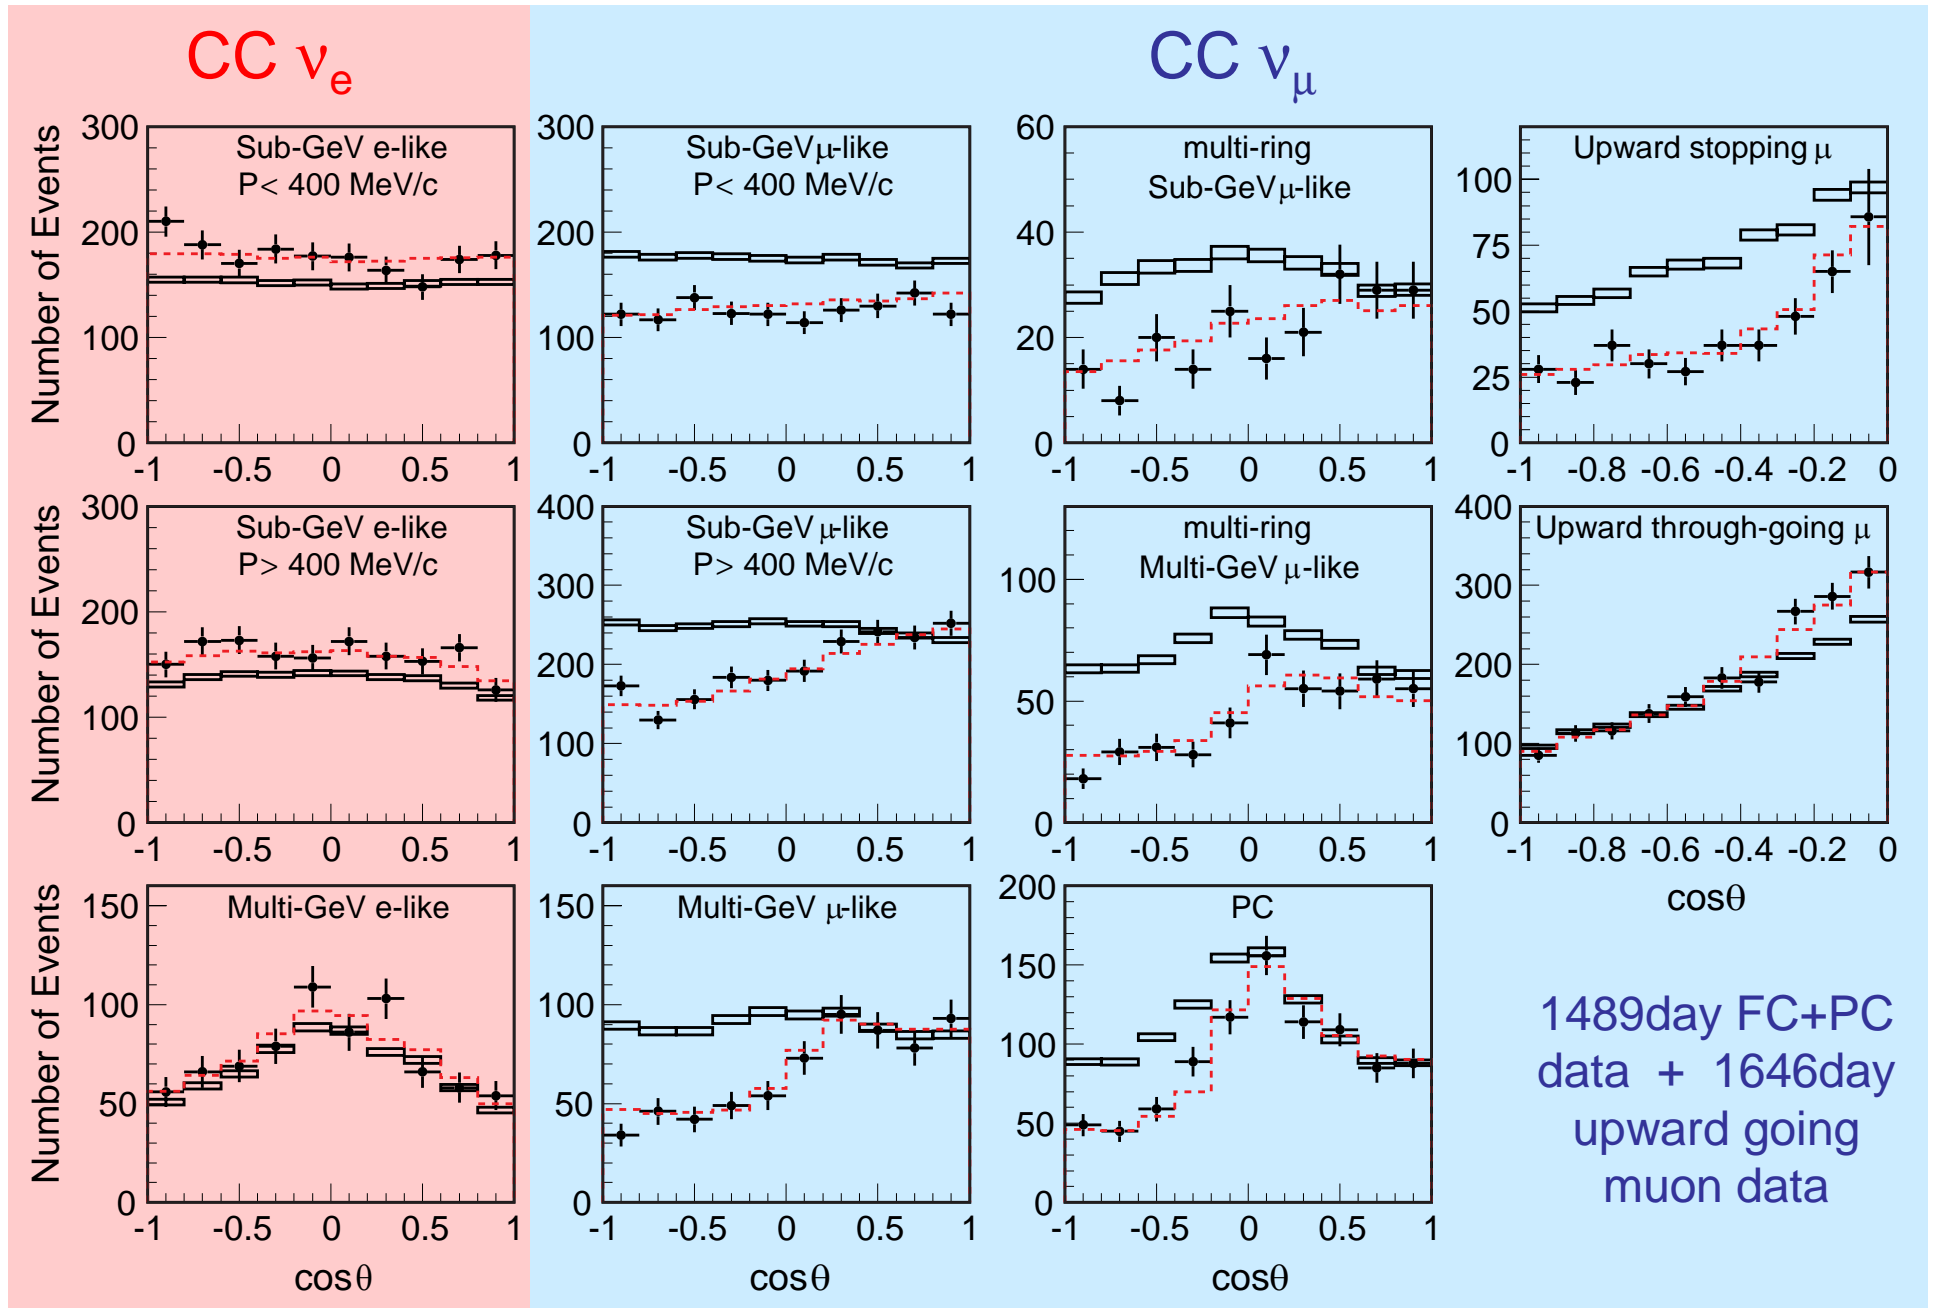 CC νe
CC νμ
Number of Events
300
200
100
0
Sub-GeV e-like
P< 400 MeV/c
-1 -0.5 0 0.5 1
300
200
100
0
Sub-GeV μ-like
P< 400 MeV/c
-1 -0.5 0 0.5 1
60
40
20
0
multi-ring
Sub-GeV μ-like
-1 -0.5 0 0.5 1
100
75
50
25
0
Upward stopping μ
-1 -0.8 -0.6 -0.4 -0.2 0
Number of Events
300
200
100
0
Sub-GeV e-like
P> 400 MeV/c
-1 -0.5 0 0.5 1
400
300
200
100
0
Sub-GeV μ-like
P> 400 MeV/c
-1 -0.5 0 0.5 1
100
50
0
multi-ring
Multi-GeV μ-like
-1 -0.5 0 0.5 1
400
300
200
100
0
Upward through-going μ
-1 -0.8 -0.6 -0.4 -0.2 0
cosθ
Number of Events
150
100
50
0
Multi-GeV e-like
-1 -0.5 0 0.5 1
cosθ
150
100
50
0
Multi-GeV μ-like
-1 -0.5 0 0.5 1
cosθ
200
150
100
50
0
PC
-1 -0.5 0 0.5 1
cosθ
1489day FC+PC
data + 1646day
upward going
muon data